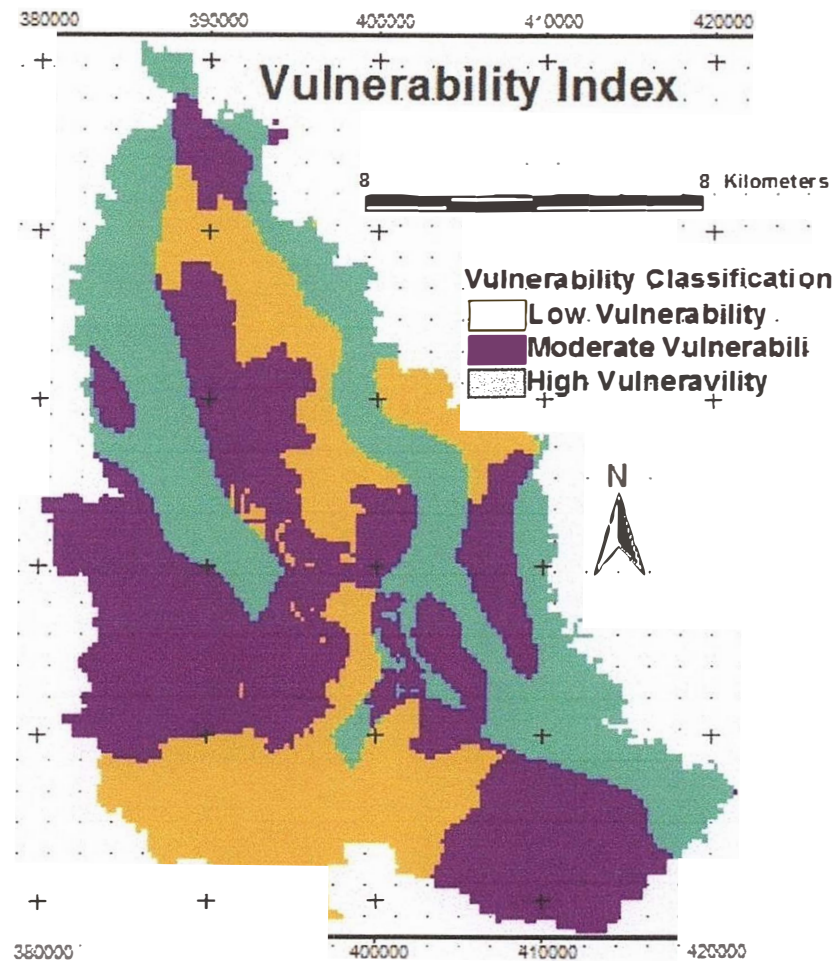 380000 390000 400000 410000 420000
Vulnerability Index
8 8 Kilometers
Vulnerability Classification
Low Vulnerability
Moderate Vulnerabili
High Vulneravility
N
380000 400000 410000 420000